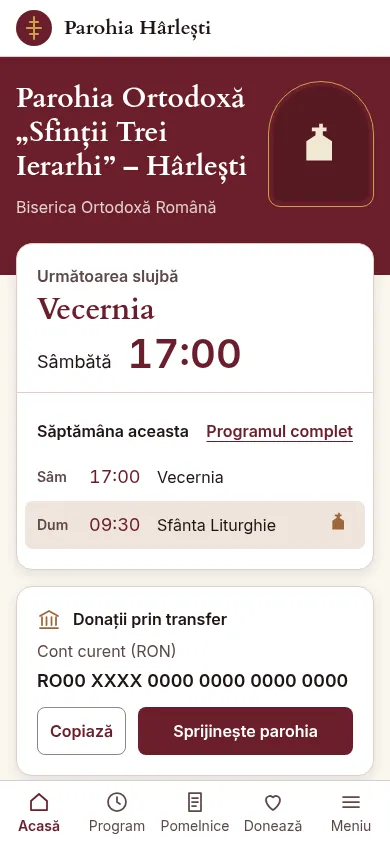 Parohia Hârlești
Parohia Ortodoxă
„Sfinții Trei
Ierarhi” – Hârlești
Biserica Ortodoxă Română
Următoarea slujbă
Vecernia
Sâmbătă 17:00
Săptămâna aceasta Programul complet
Sâm 17:00 Vecernia
Dum 09:30 Sfânta Liturghie
Donații prin transfer
Cont curent (RON)
RO00 XXXX 0000 0000 0000 0000
Copiază Sprijinește parohia
Acasă Program Pomelnice Donează Meniu